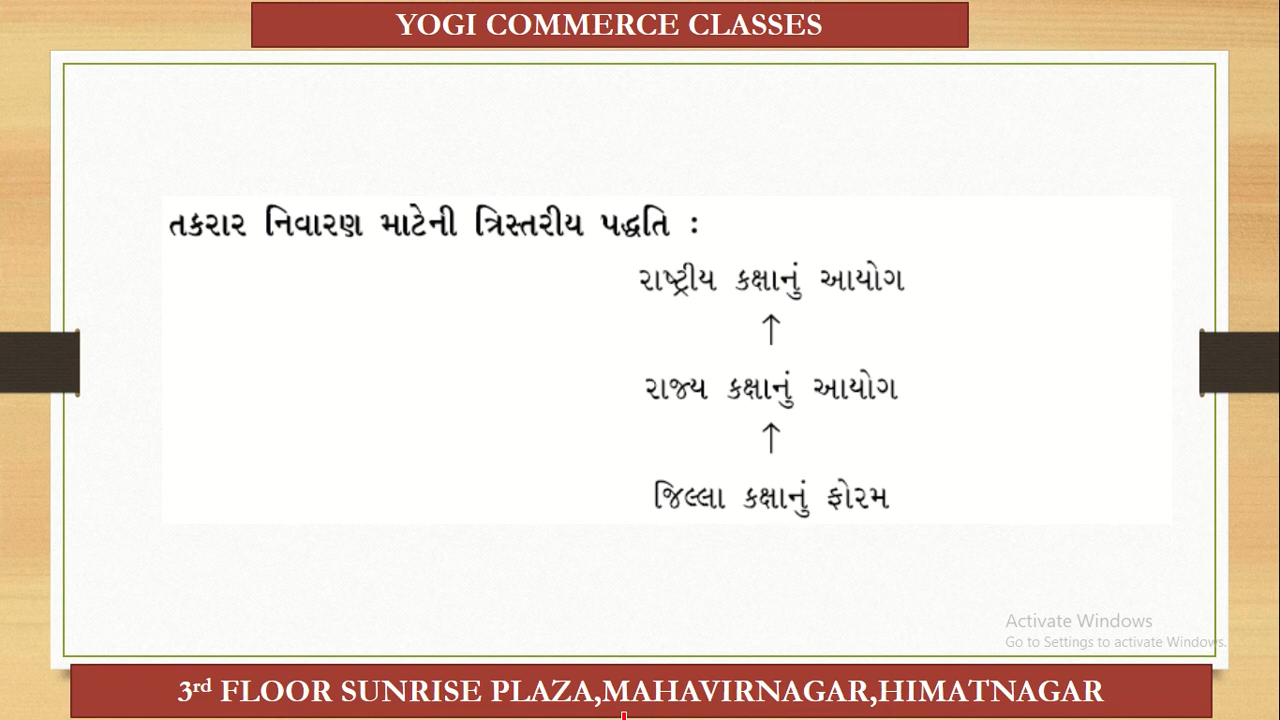 YOGI COMMERCE CLASSES
તકરાર નિવારણ માટેની ત્રિસ્તરીય પદ્ધતિ :
રાષ્ટ્રીય કક્ષાનું આયોગ
↑
રાજ્ય કક્ષાનું આયોગ
↑
જિલ્લા કક્ષાનું ફોરમ
Activate Windows
Go to Settings to activate Windows.
3rd FLOOR SUNRISE PLAZA,MAHAVIRNAGAR,HIMATNAGAR